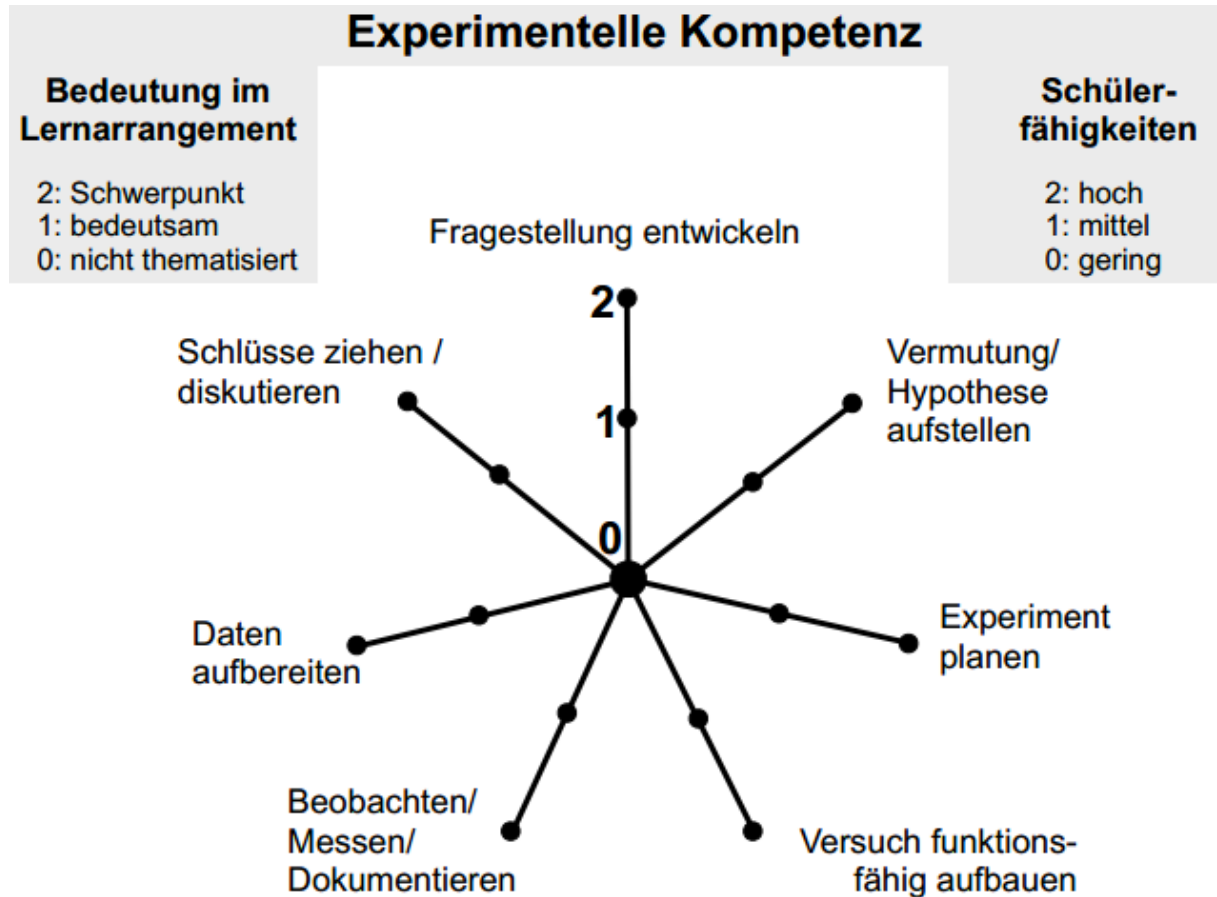 Experimentelle Kompetenz
Bedeutung im
Lernarrangement
2: Schwerpunkt
1: bedeutsam
0: nicht thematisiert
Schüler-
fähigkeiten
2: hoch
1: mittel
0: gering
Fragestellung entwickeln
2
1
0
Vermutung/
Hypothese
aufstellen
Experiment
planen
Versuch funktions-
fähig aufbauen
Beobachten/
Messen/
Dokumentieren
Daten
aufbereiten
Schlüsse ziehen /
diskutieren